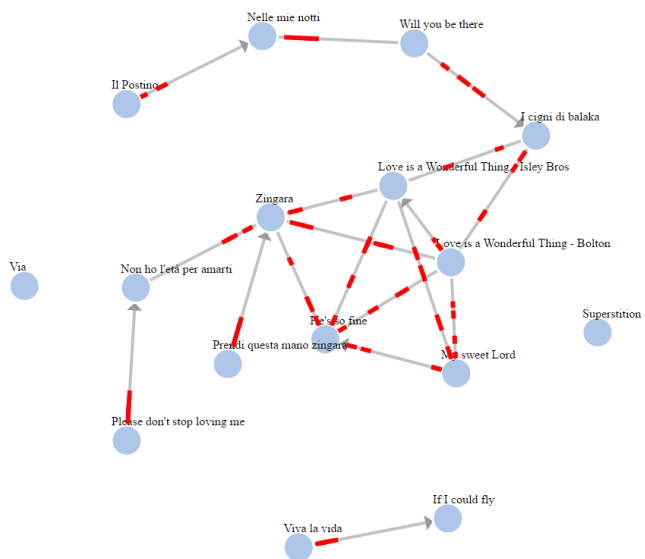 Nelle mie notti
Will you be there
Il Postino
I cigni di balaka
Love is a Wonderful Thing - Isley Bros
Zingara
Love is a Wonderful Thing - Bolton
Via
Non ho l'età per amarti
Superstition
He's so fine
Prendi questa mano zingara
My sweet Lord
Please don't stop loving me
If I could fly
Viva la vida